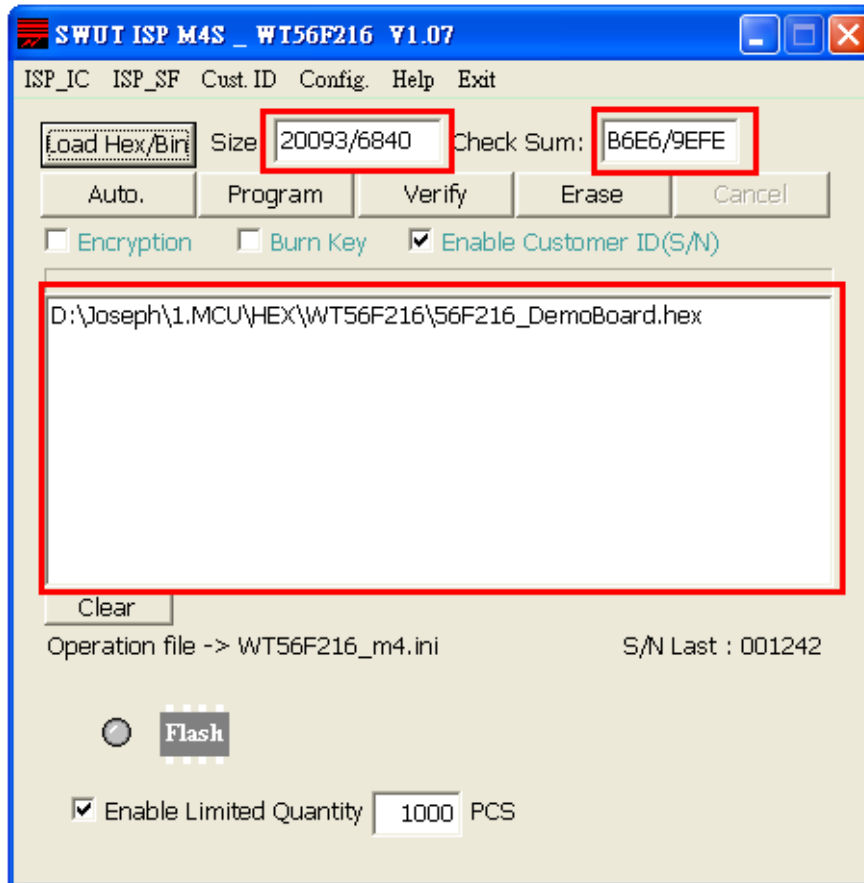 SWUT ISP M4S _ WT56F216 V1.07
ISP_IC ISP_SF Cust. ID Config. Help Exit
Load Hex/Bin Size 20093/6840 Check Sum: B6E6/9EFE
Auto. Program Verify Erase Cancel
Encryption Burn Key Enable Customer ID(S/N)
D:\Joseph\1.MCU\HEX\WT56F216\56F216_DemoBoard.hex
Clear
Operation file -> WT56F216_m4.ini S/N Last : 001242
Flash
Enable Limited Quantity 1000 PCS